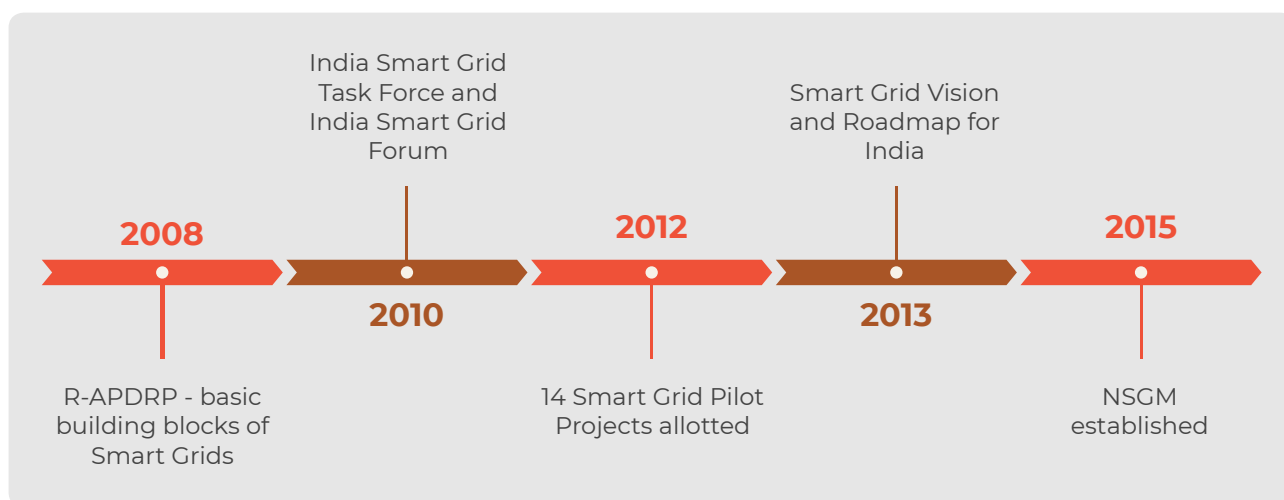 India Smart Grid
Task Force and
India Smart Grid
Forum
Smart Grid Vision
and Roadmap for
India
2008
2012
2015
2010
2013
R-APDRP - basic
building blocks of
Smart Grids
14 Smart Grid Pilot
Projects allotted
NSGM
established